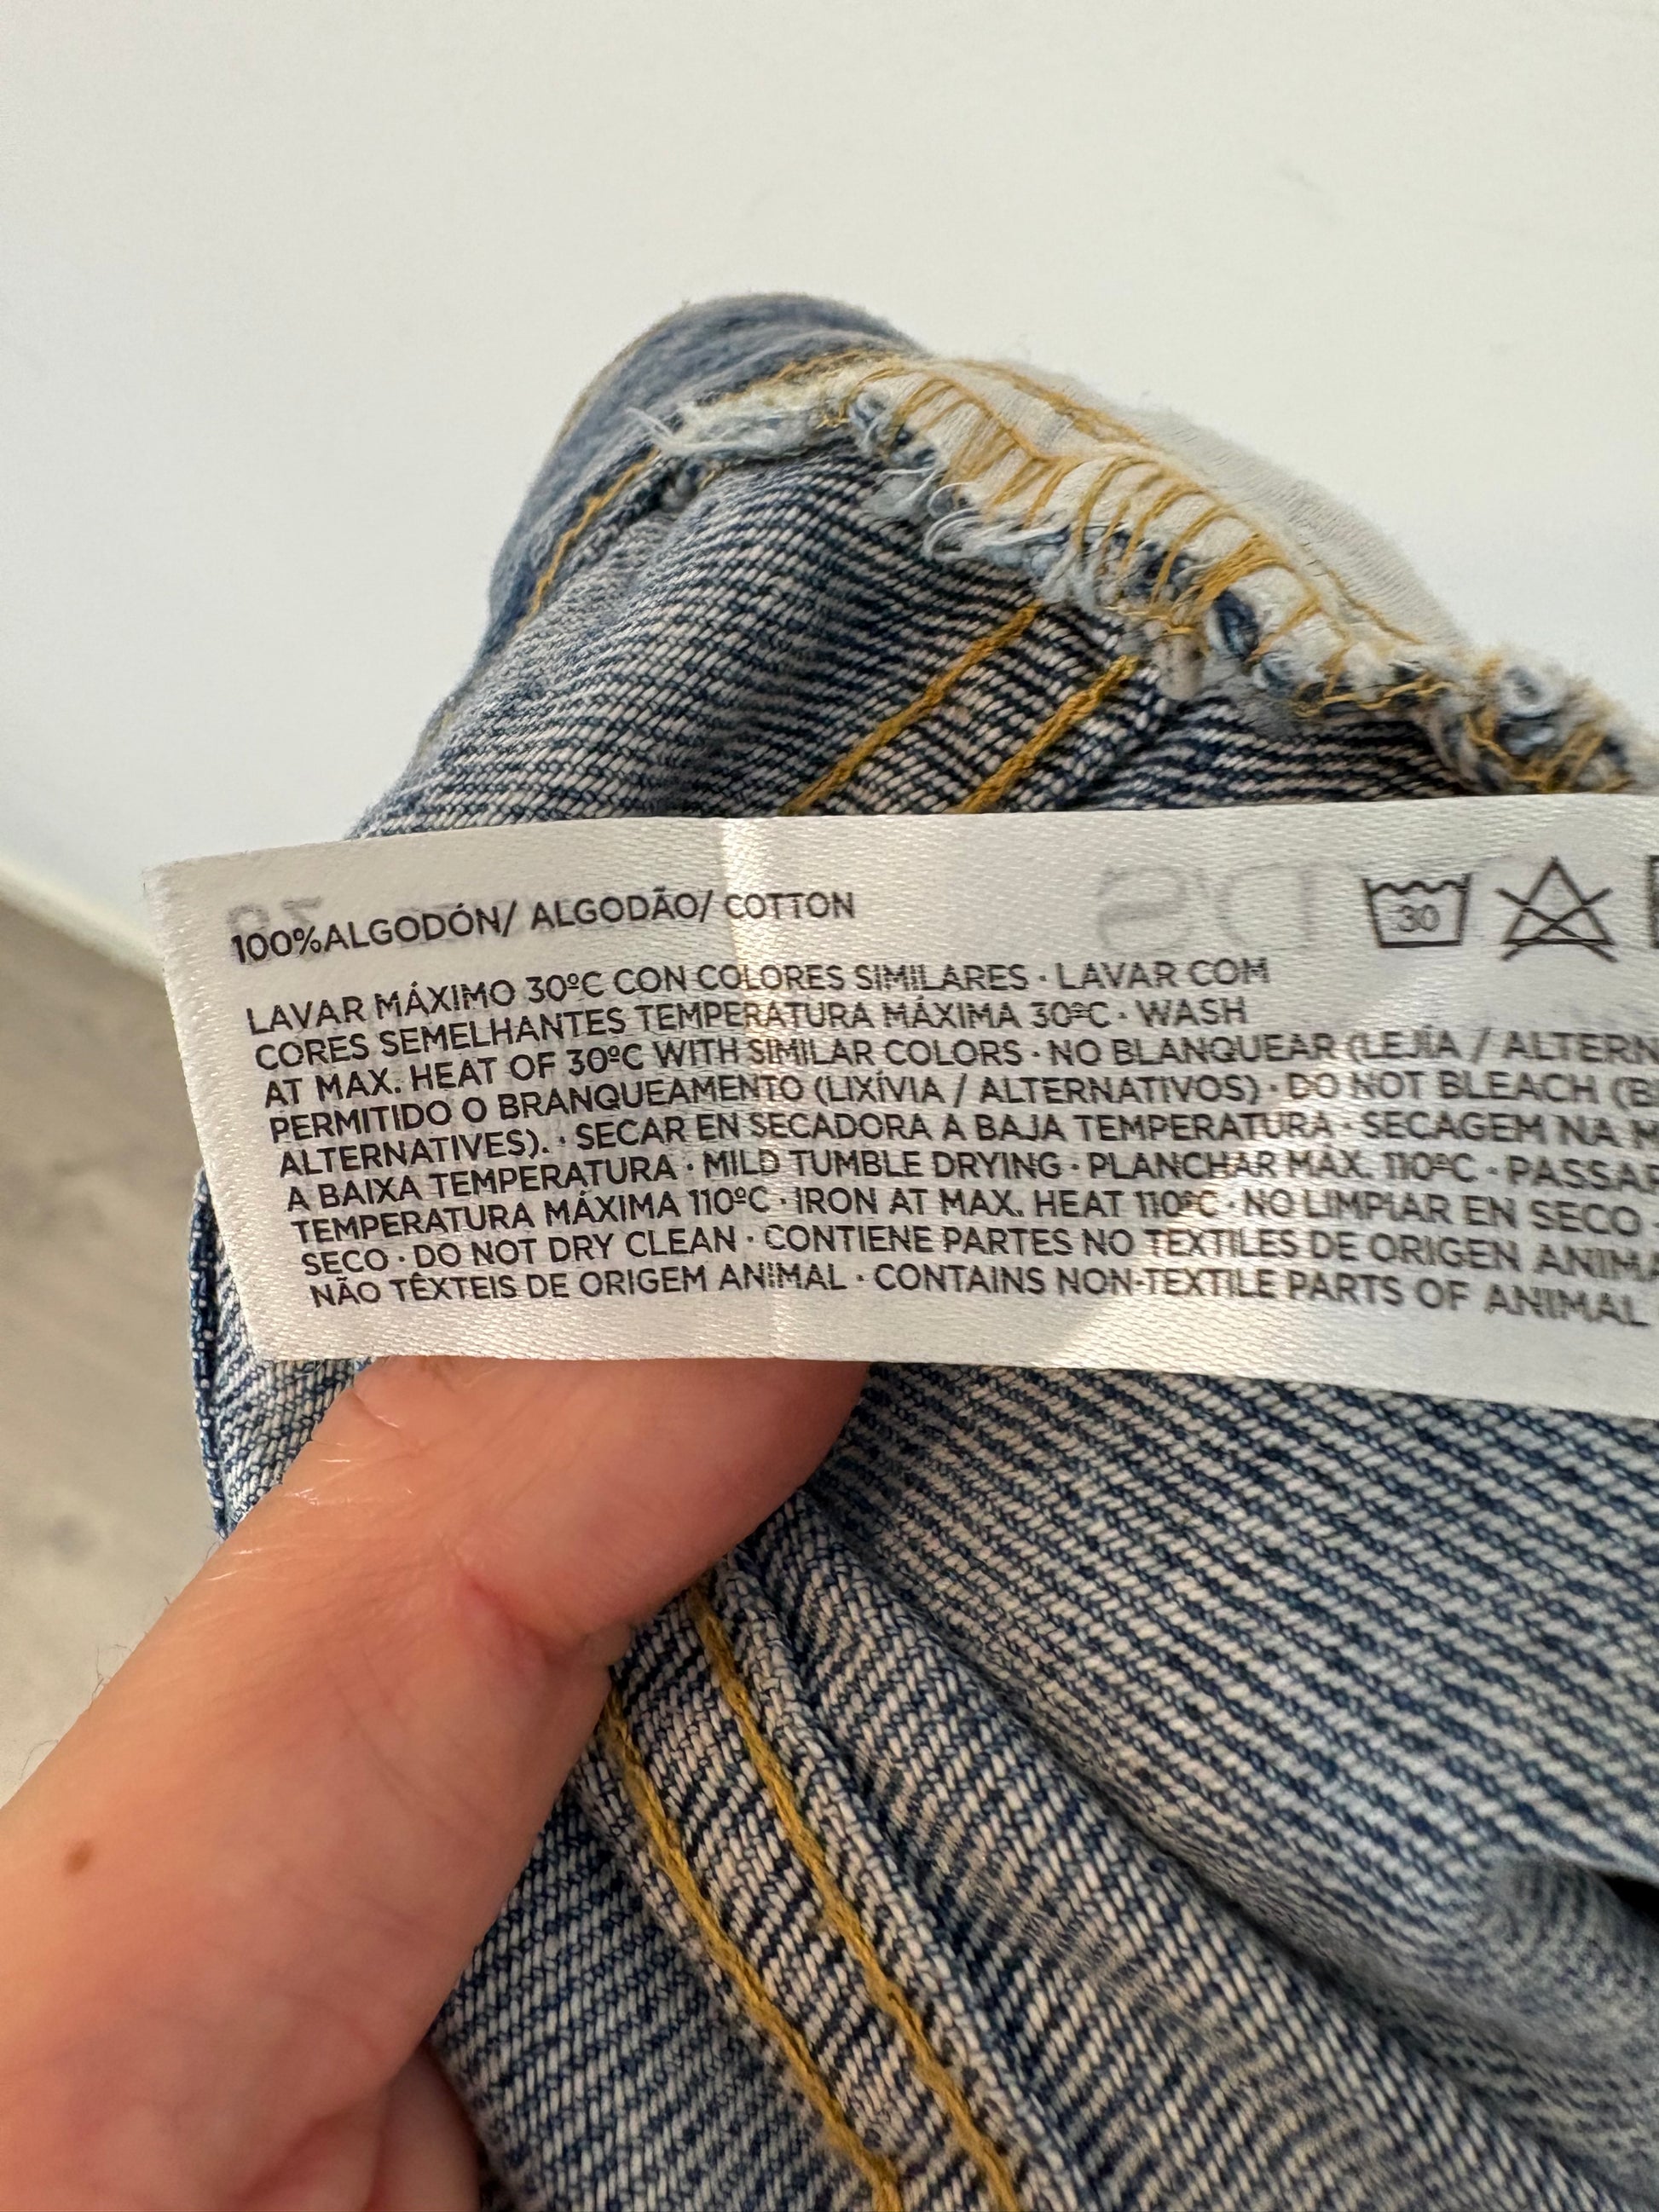 100%ALGODÓN/ ALGODÃO/ COTTON
30
LAVAR MÁXIMO 30ºC CON COLORES SIMILARES · LAVAR COM
CORES SEMELHANTES TEMPERATURA MÁXIMA 30ºC · WASH
AT MAX. HEAT OF 30ºC WITH SIMILAR COLORS · NO BLANQUEAR (LEJÍA / ALTERN
PERMITIDO O BRANQUEAMENTO (LIXÍVIA / ALTERNATIVOS) · DO NOT BLEACH (B
ALTERNATIVES). · SECAR EN SECADORA A BAJA TEMPERATURA · SECAGEM NA M
A BAIXA TEMPERATURA · MILD TUMBLE DRYING · PLANCHAR MÁX. 110ºC · PASSAR
TEMPERATURA MÁXIMA 110ºC · IRON AT MAX. HEAT 110ºC · NO LIMPIAR EN SECO ·
SECO · DO NOT DRY CLEAN · CONTIENE PARTES NO TEXTILES DE ORIGEN ANIMA
NÃO TÊXTEIS DE ORIGEM ANIMAL · CONTAINS NON-TEXTILE PARTS OF ANIMAL